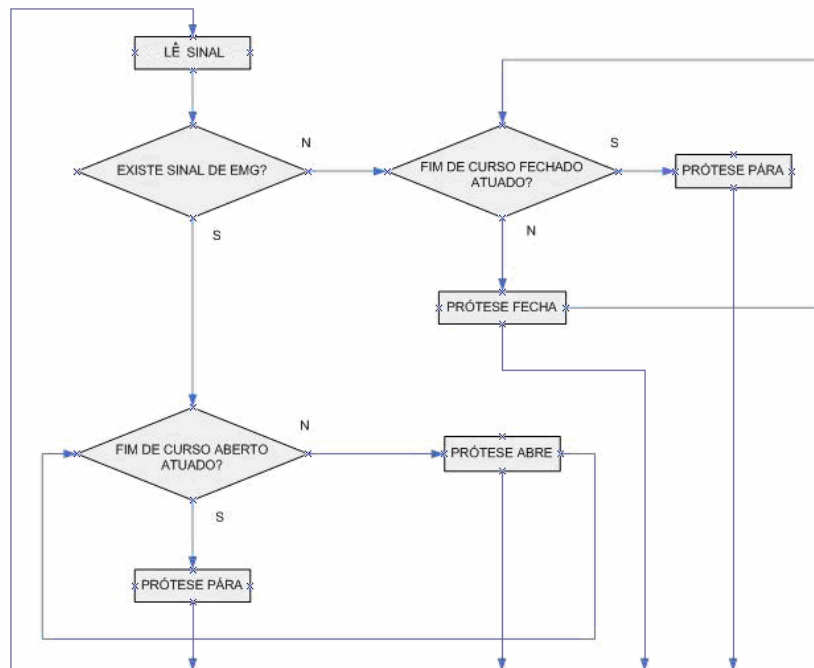 LÊ SINAL
EXISTE SINAL DE EMG?
N
FIM DE CURSO FECHADO
ATUADO?
S
PRÓTESE PÁRA
S
N
PRÓTESE FECHA
FIM DE CURSO ABERTO
ATUADO?
N
PRÓTESE ABRE
S
PRÓTESE PÁRA